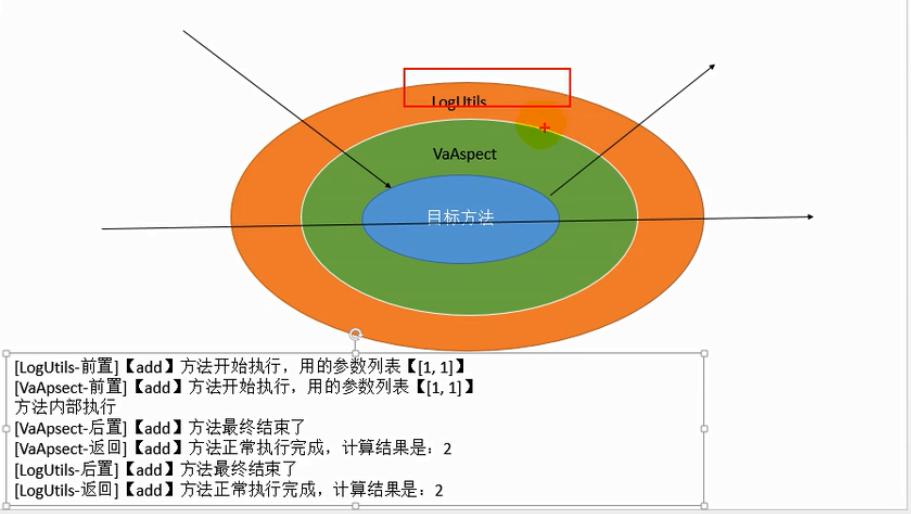 LogUtils
VaAspect
目标方法
[LogUtils-前置]【add】方法开始执行，用的参数列表【[1, 1]】
[VaApsect-前置]【add】方法开始执行，用的参数列表【[1, 1]】
方法内部执行
[VaApsect-后置]【add】方法最终结束了
[VaApsect-返回]【add】方法正常执行完成，计算结果是：2
[LogUtils-后置]【add】方法最终结束了
[LogUtils-返回]【add】方法正常执行完成，计算结果是：2